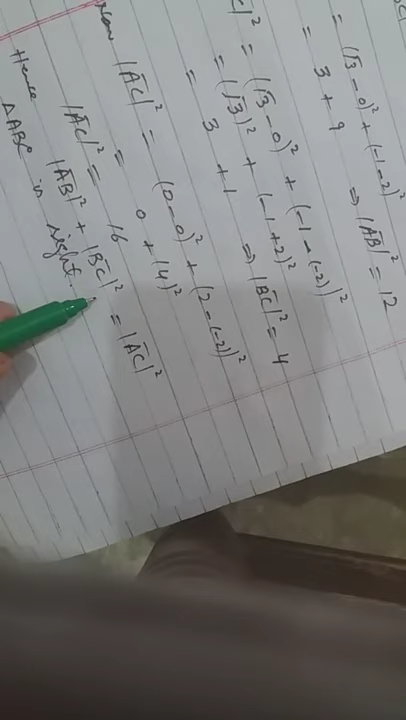 = (√3 - 0)² + (-1 - 2)²
= 3 + 9 ⇒ |AB|² = 12
C|² = (√3 - 0)² + (-1 - (-2))²
= (√3)² + (-1 + 2)²
= 3 + 1 ⇒ |BC|² = 4
Now |AC|² = (0 - 0)² + (2 - (-2))²
= 0 + (4)²
|AC|² = 16
|AB|² + |BC|² = |AC|²
Hence ΔABC is right.